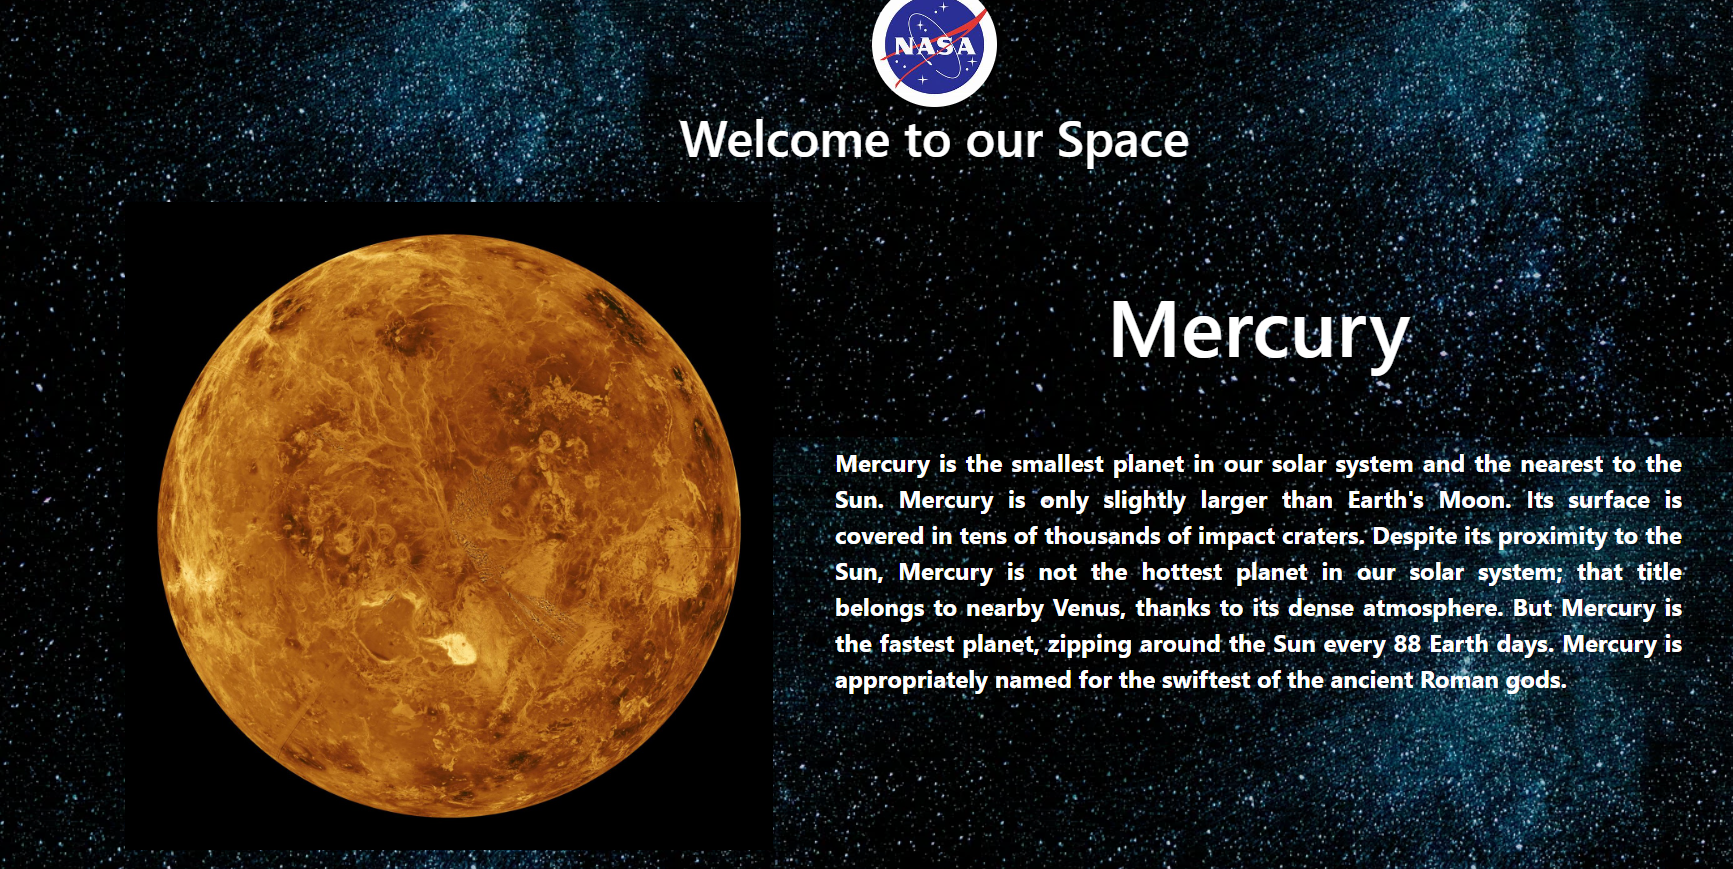 NASA
Welcome to our Space
Mercury
Mercury is the smallest planet in our solar system and the nearest to the
Sun. Mercury is only slightly larger than Earth's Moon. Its surface is
covered in tens of thousands of impact craters. Despite its proximity to the
Sun, Mercury is not the hottest planet in our solar system; that title
belongs to nearby Venus, thanks to its dense atmosphere. But Mercury is
the fastest planet, zipping around the Sun every 88 Earth days. Mercury is
appropriately named for the swiftest of the ancient Roman gods.